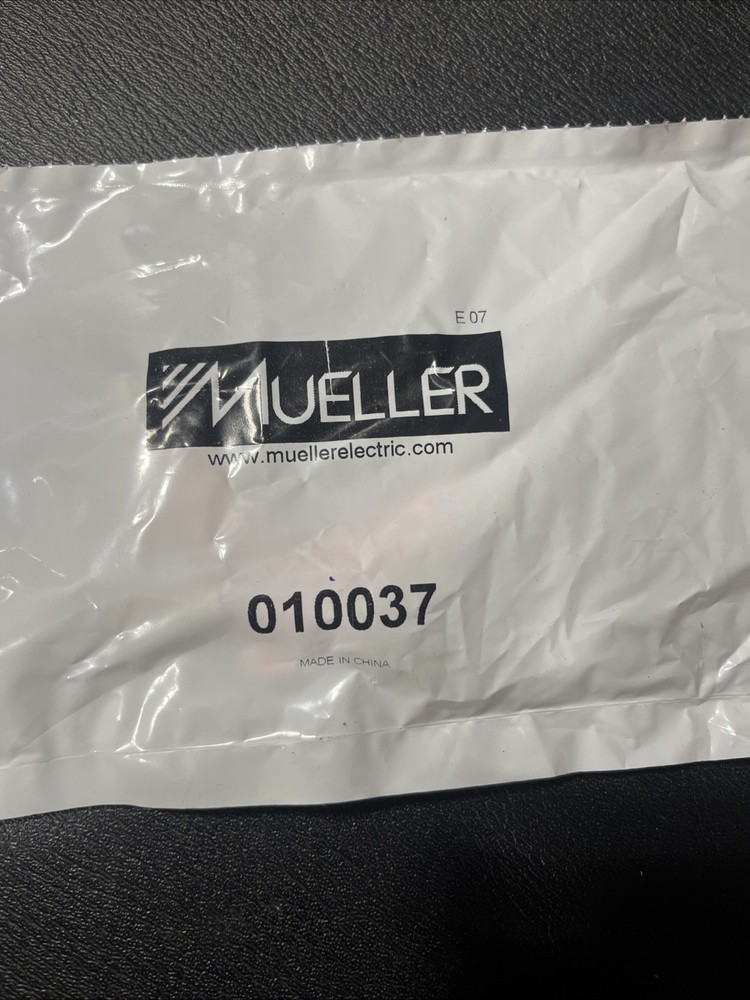 E 07
MUELLER
www.muellerelectric.com
010037
MADE IN CHINA